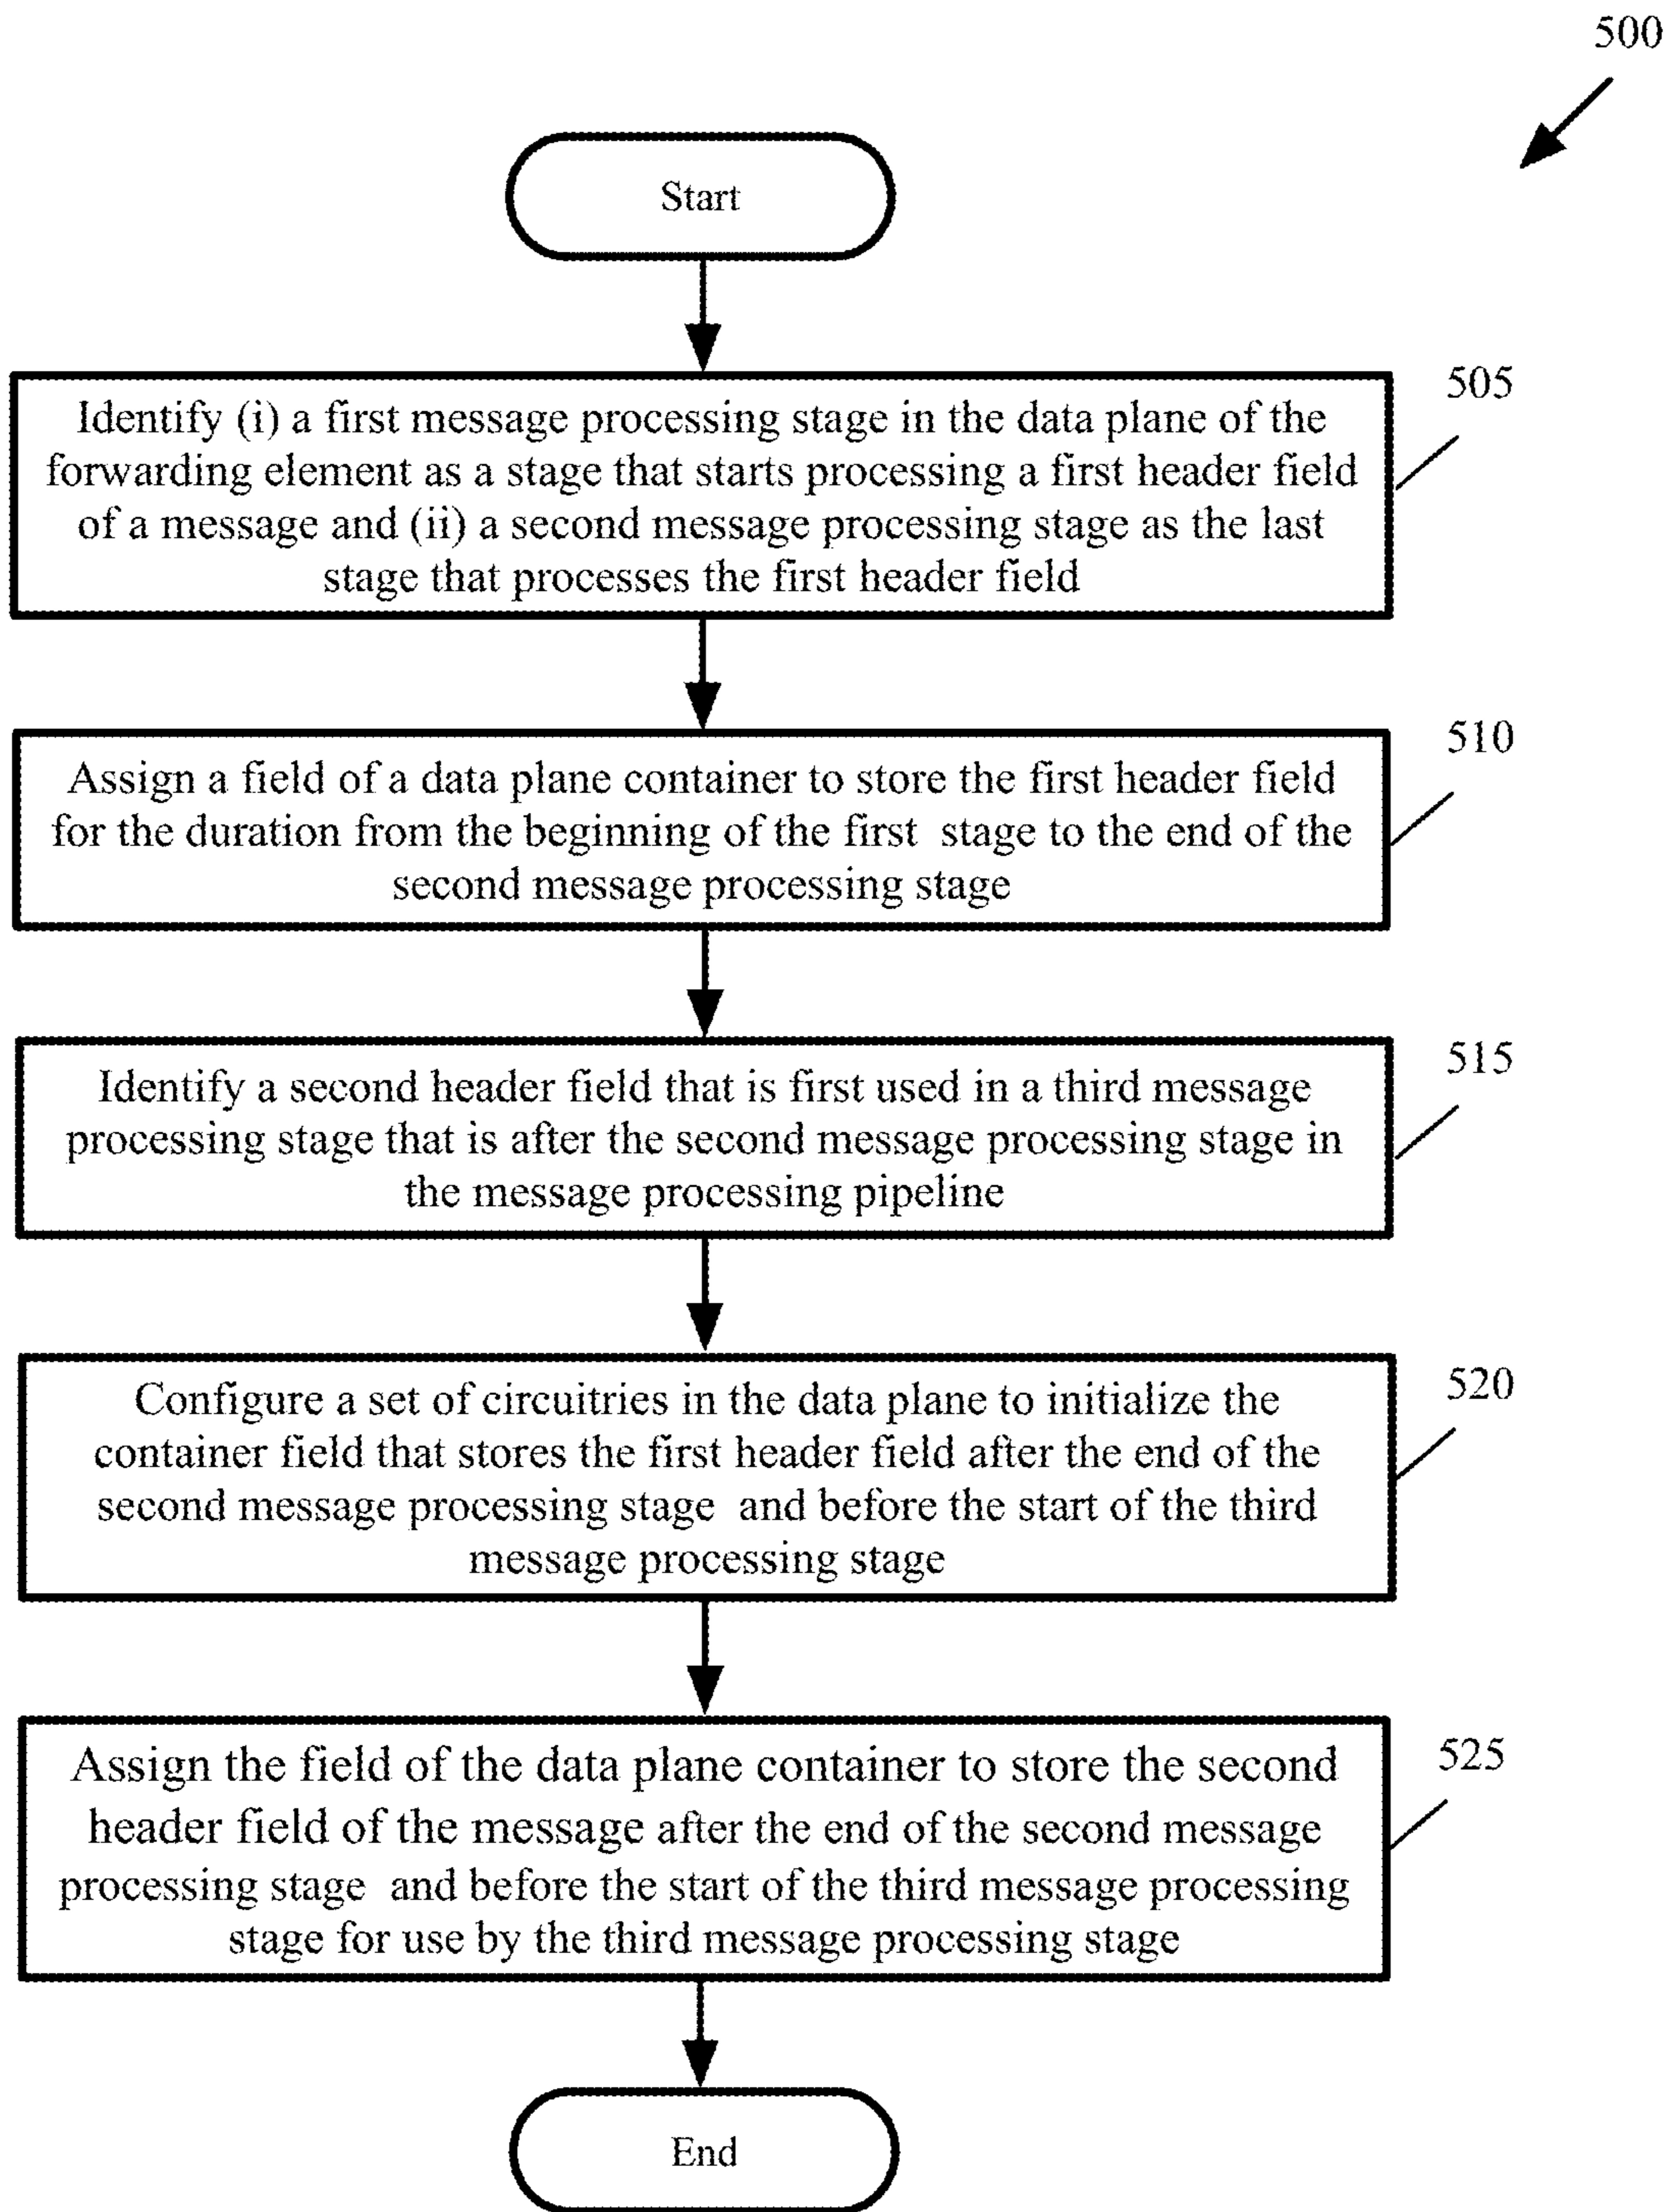 500
Start
505
Identify (i) a first message processing stage in the data plane of the
forwarding element as a stage that starts processing a first header field
of a message and (ii) a second message processing stage as the last
stage that processes the first header field
510
Assign a field of a data plane container to store the first header field
for the duration from the beginning of the first stage to the end of the
second message processing stage
515
Identify a second header field that is first used in a third message
processing stage that is after the second message processing stage in
the message processing pipeline
520
Configure a set of circuitries in the data plane to initialize the
container field that stores the first header field after the end of the
second message processing stage and before the start of the third
message processing stage
525
Assign the field of the data plane container to store the second
header field of the message after the end of the second message
processing stage and before the start of the third message processing
stage for use by the third message processing stage
End